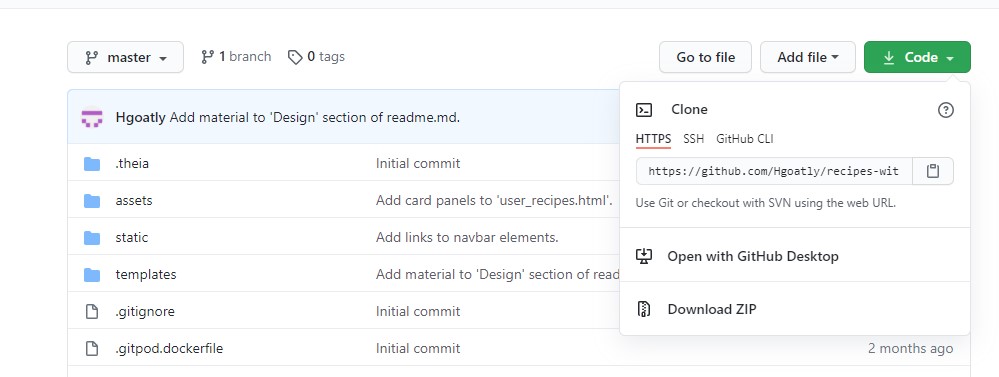 master 1 branch 0 tags Go to file Add file Code
Hgoatly Add material to 'Design' section of readme.md.
Clone
HTTPS SSH GitHub CLI
https://github.com/Hgoatly/recipes-wit
Use Git or checkout with SVN using the web URL.
Open with GitHub Desktop
Download ZIP
.theia Initial commit
assets Add card panels to 'user_recipes.html'.
static Add links to navbar elements.
templates Add material to 'Design' section of read
.gitignore Initial commit
.gitpod.dockerfile Initial commit 2 months ago